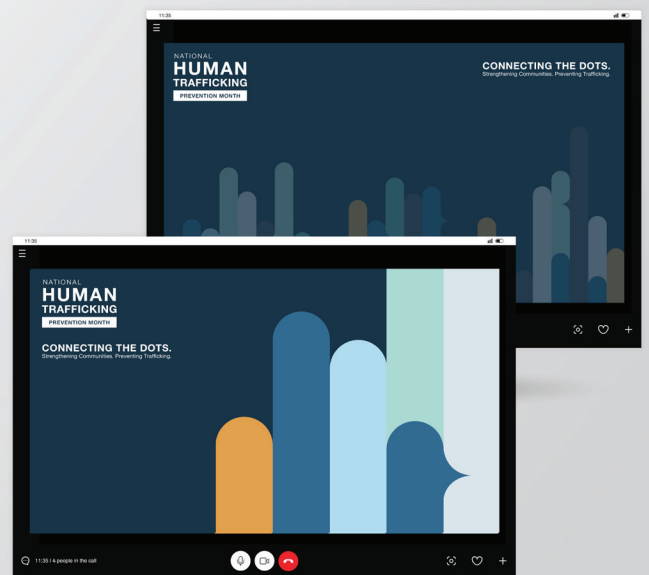 11:35
NATIONAL
HUMAN
TRAFFICKING
PREVENTION MONTH
CONNECTING THE DOTS.
Strengthening Communities. Preventing Trafficking.
11:35
NATIONAL
HUMAN
TRAFFICKING
PREVENTION MONTH
CONNECTING THE DOTS.
Strengthening Communities. Preventing Trafficking.
11:35 I 4 people in the call